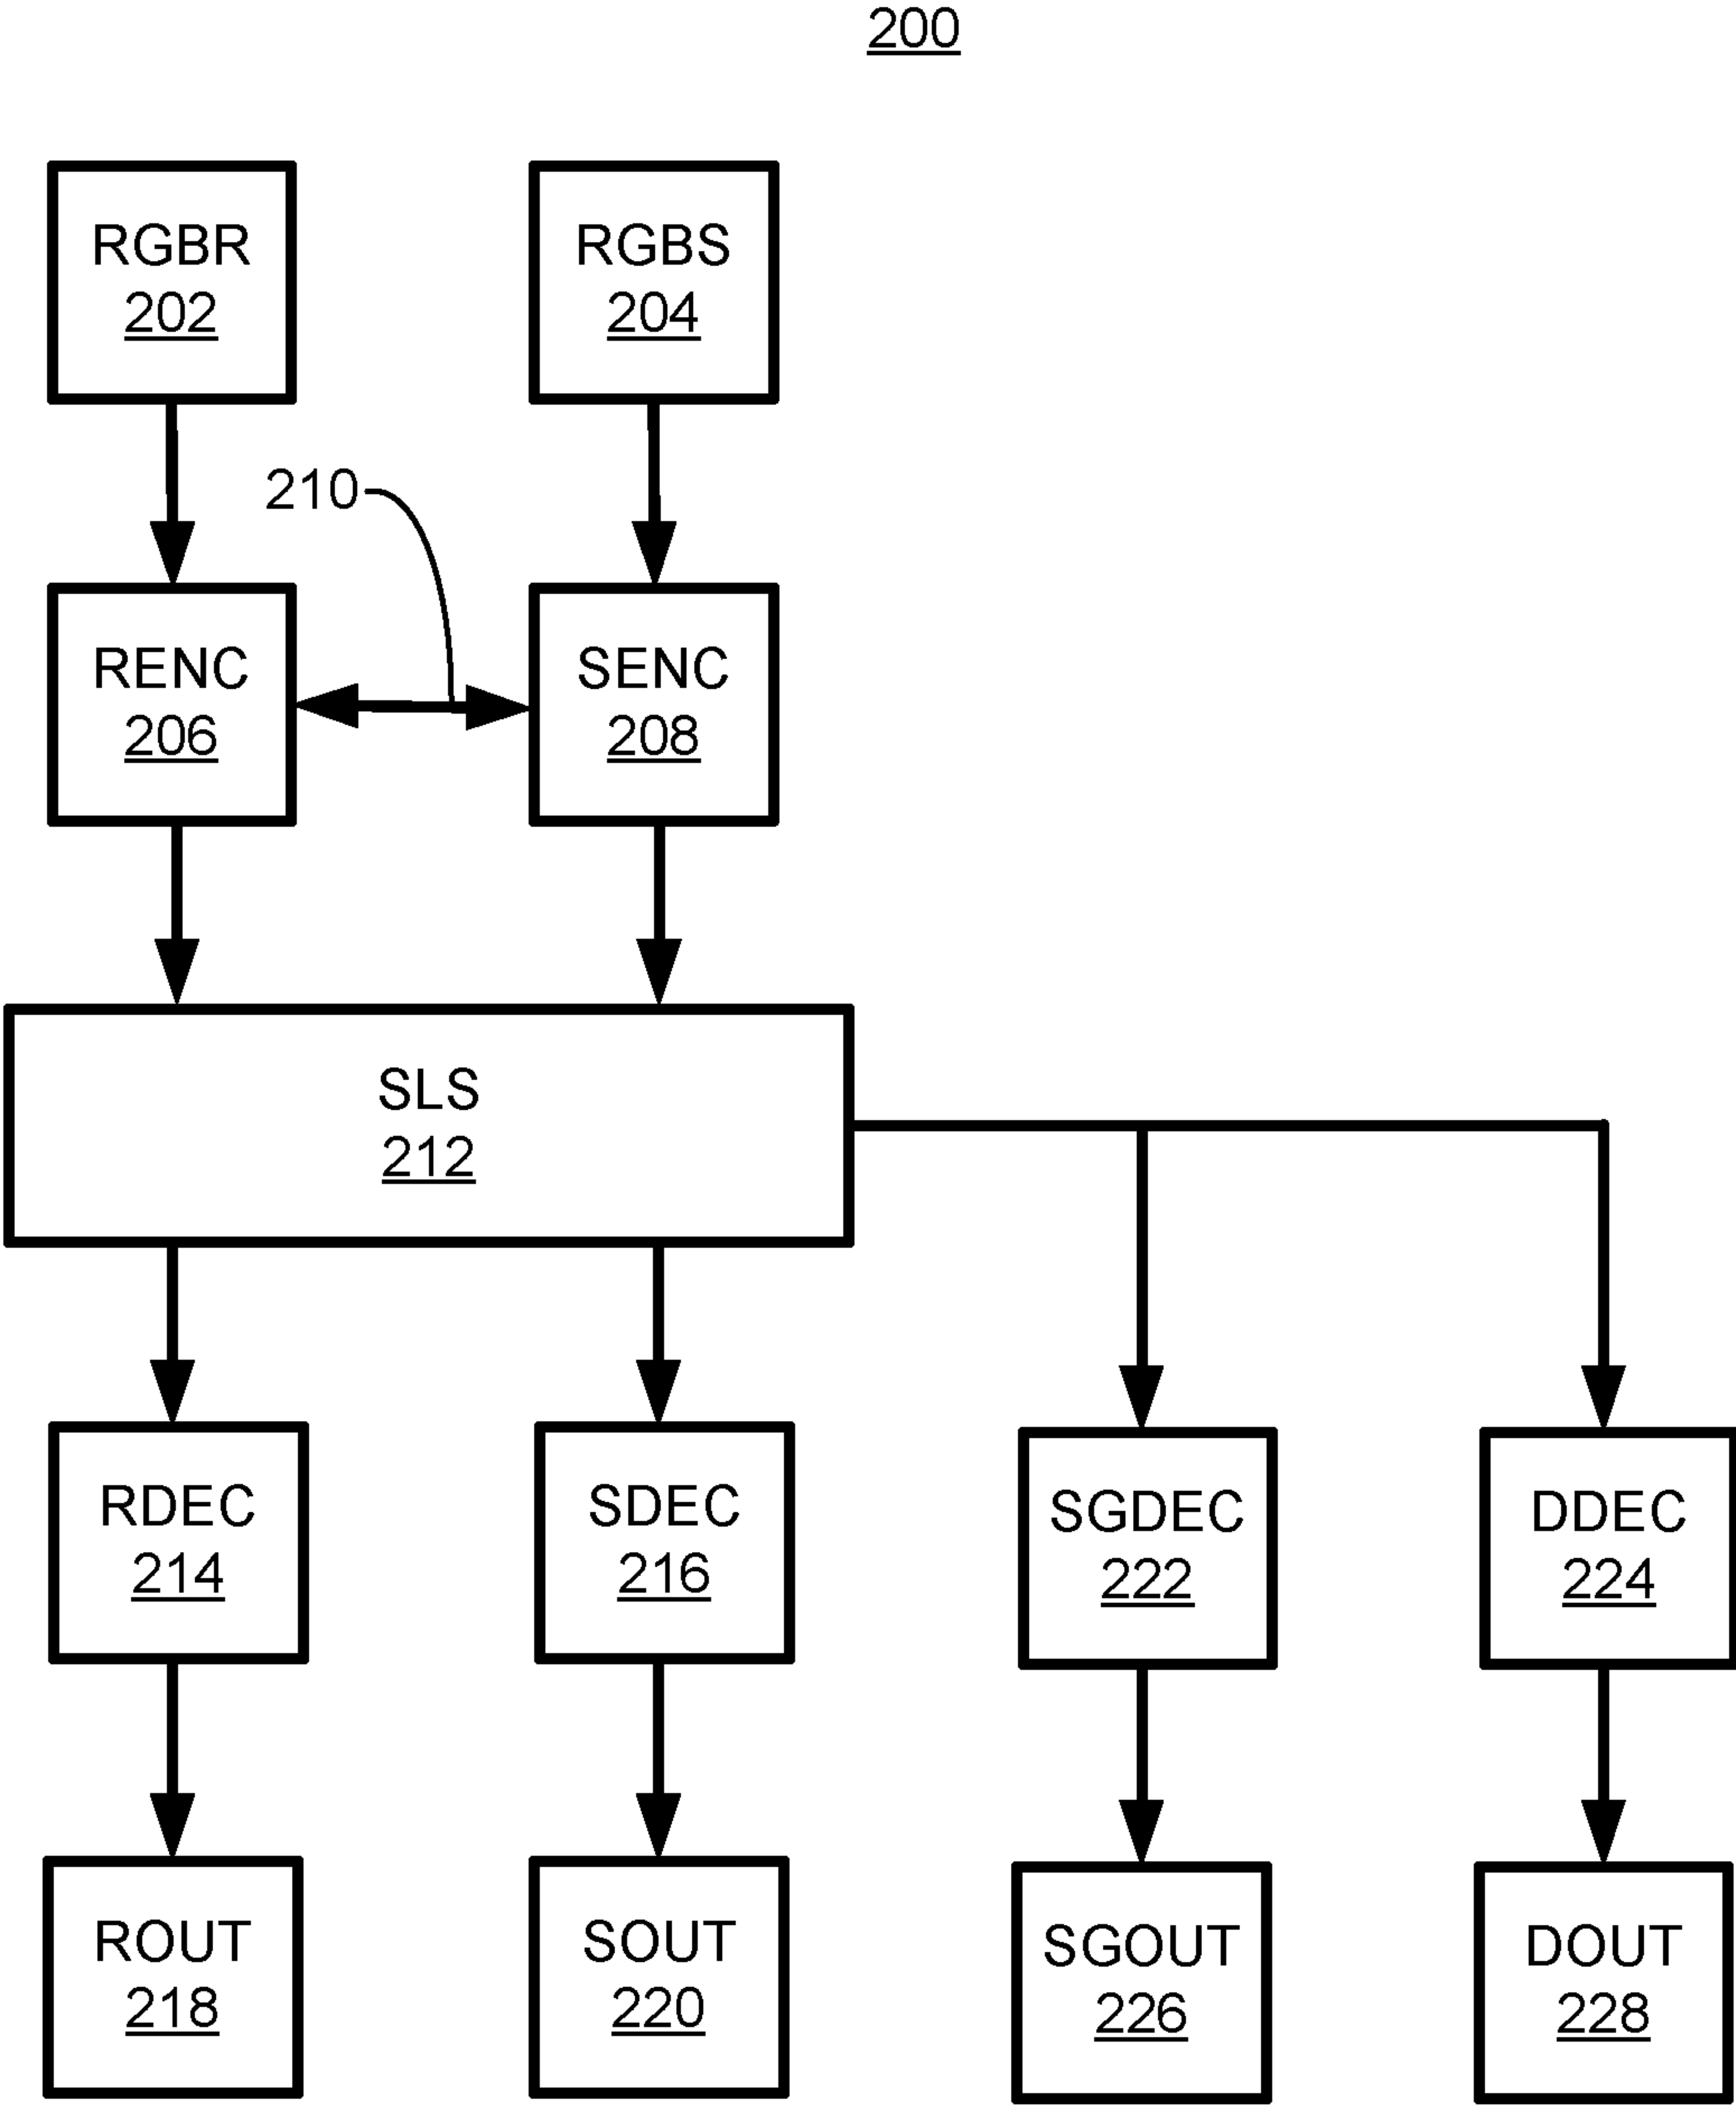 200
RGBR
202
RGBS
204
210
RENC
206
SENC
208
SLS
212
RDEC
214
SDEC
216
SGDEC
222
DDEC
224
ROUT
218
SOUT
220
SGOUT
226
DOUT
228